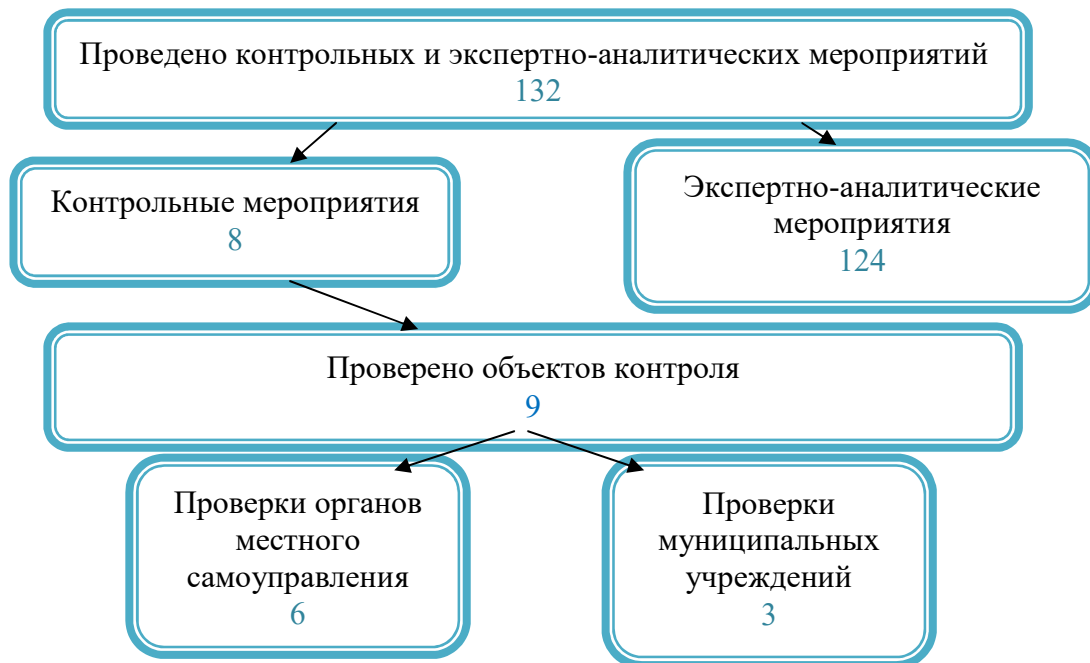 Проведено контрольных и экспертно-аналитических мероприятий
132
Контрольные мероприятия
8
Экспертно-аналитические
мероприятия
124
Проверено объектов контроля
9
Проверки органов
местного
самоуправления
6
Проверки
муниципальных
учреждений
3